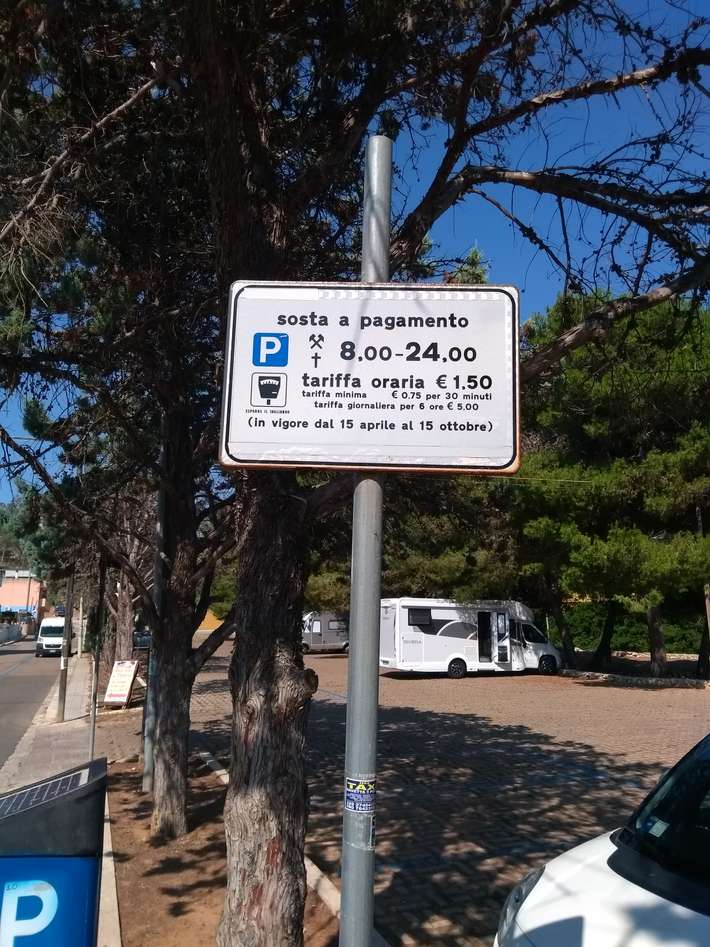 sosta a pagamento
P
8.00-24.00
tariffa oraria € 1,50
tariffa minima € 0.75 per 30 minuti
tariffa giornaliera per 6 ore € 5,00
(in vigore dal 15 aprile al 15 ottobre)
TAXI
P